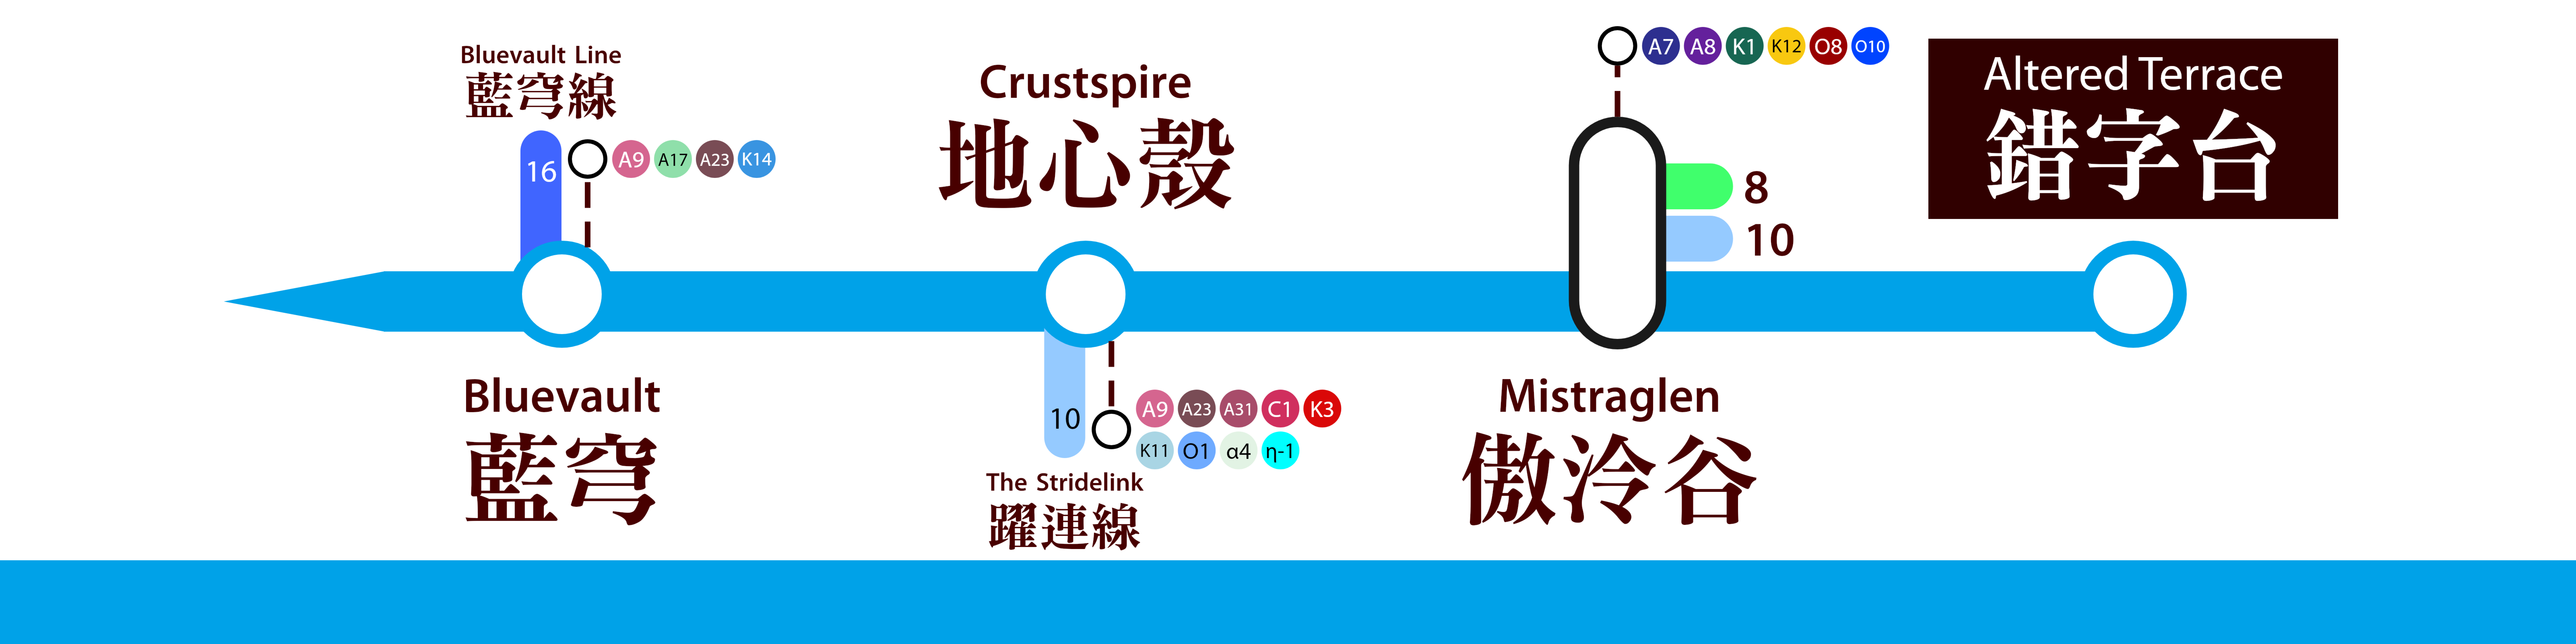 Bluevault Line
藍穹線
16
A9 A17 A23 K14
Bluevault
藍穹
Crustspire
地心殼
10
A9 A23 A31 C1 K3
K11 O1 α4 η-1
The Stridelink
躍連線
A7 A8 K1 K12 O8 O10
8
10
Mistraglen
傲泠谷
Altered Terrace
錯字台